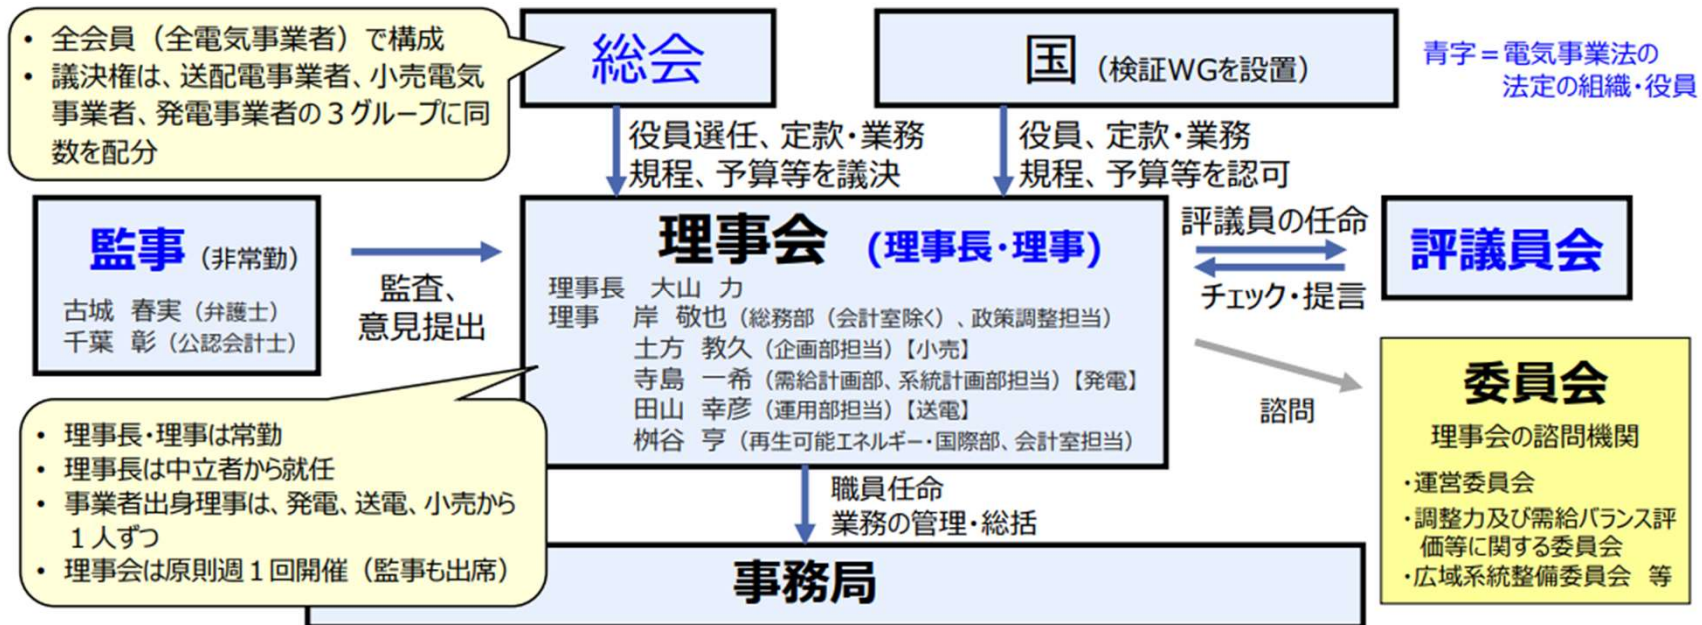 ・ 全会員（全電気事業者）で構成
・ 議決権は、送配電事業者、小売電気
事業者、発電事業者の３グループに同
数を配分
総会
国（検証WGを設置）
青字＝電気事業法の
法定の組織・役員
役員選任、定款・業務
規程、予算等を議決
役員、定款・業務
規程、予算等を認可
監事（非常勤）
古城 春実（弁護士）
千葉 彰（公認会計士）
監査、
意見提出
理事会 (理事長・理事)
理事長 大山 力
理事 岸 敬也（総務部（会計室除く）、政策調整担当）
土方 教久（企画部担当）【小売】
寺島 一希（需給計画部、系統計画部担当）【発電】
田山 幸彦（運用部担当）【送電】
桝谷 亨（再生可能エネルギー・国際部、会計室担当）
評議員の任命
チェック・提言
評議員会
諮問
委員会
理事会の諮問機関
・運営委員会
・調整力及び需給バランス評
価等に関する委員会
・広域系統整備委員会 等
・ 理事長・理事は常勤
・ 理事長は中立者から就任
・ 事業者出身理事は、発電、送電、小売から
１人ずつ
・ 理事会は原則週１回開催（監事も出席）
職員任命
業務の管理・総括
事務局